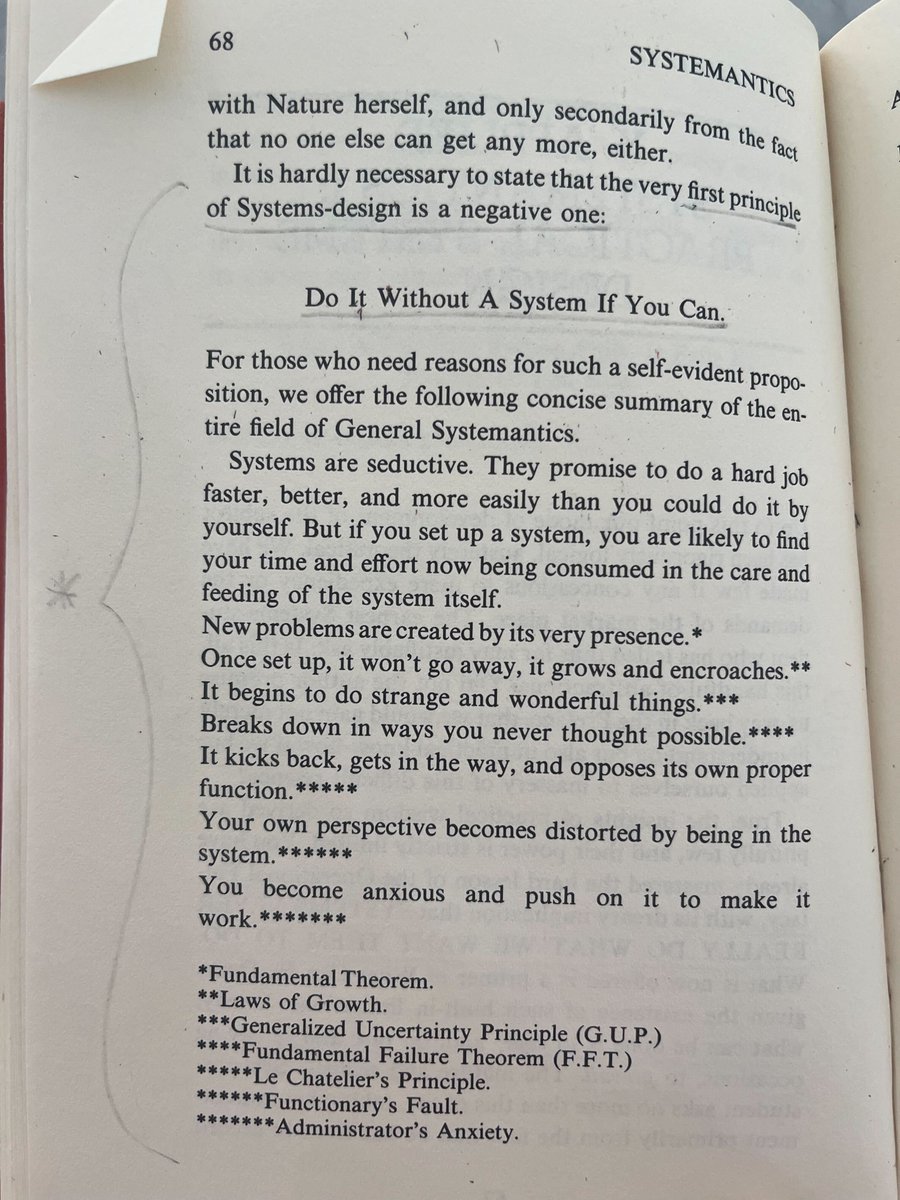 68
SYSTEMANTICS
with Nature herself, and only secondarily from the fact
that no one else can get any more, either.
It is hardly necessary to state that the very first principle
of Systems-design is a negative one:
Do It Without A System If You Can.
For those who need reasons for such a self-evident propo-
sition, we offer the following concise summary of the en-
tire field of General Systemantics.
Systems are seductive. They promise to do a hard job
faster, better, and more easily than you could do it by
yourself. But if you set up a system, you are likely to find
your time and effort now being consumed in the care and
feeding of the system itself.
New problems are created by its very presence.*
Once set up, it won't go away, it grows and encroaches.**
It begins to do strange and wonderful things.***
Breaks down in ways you never thought possible.****
It kicks back, gets in the way, and opposes its own proper
function.*****
Your own perspective becomes distorted by being in the
system.******
You become anxious and push on it to make it
work.*******
*Fundamental Theorem.
**Laws of Growth.
***Generalized Uncertainty Principle (G.U.P.)
****Fundamental Failure Theorem (F.F.T.)
*****Le Chatelier's Principle.
******Functionary's Fault.
*******Administrator's Anxiety.